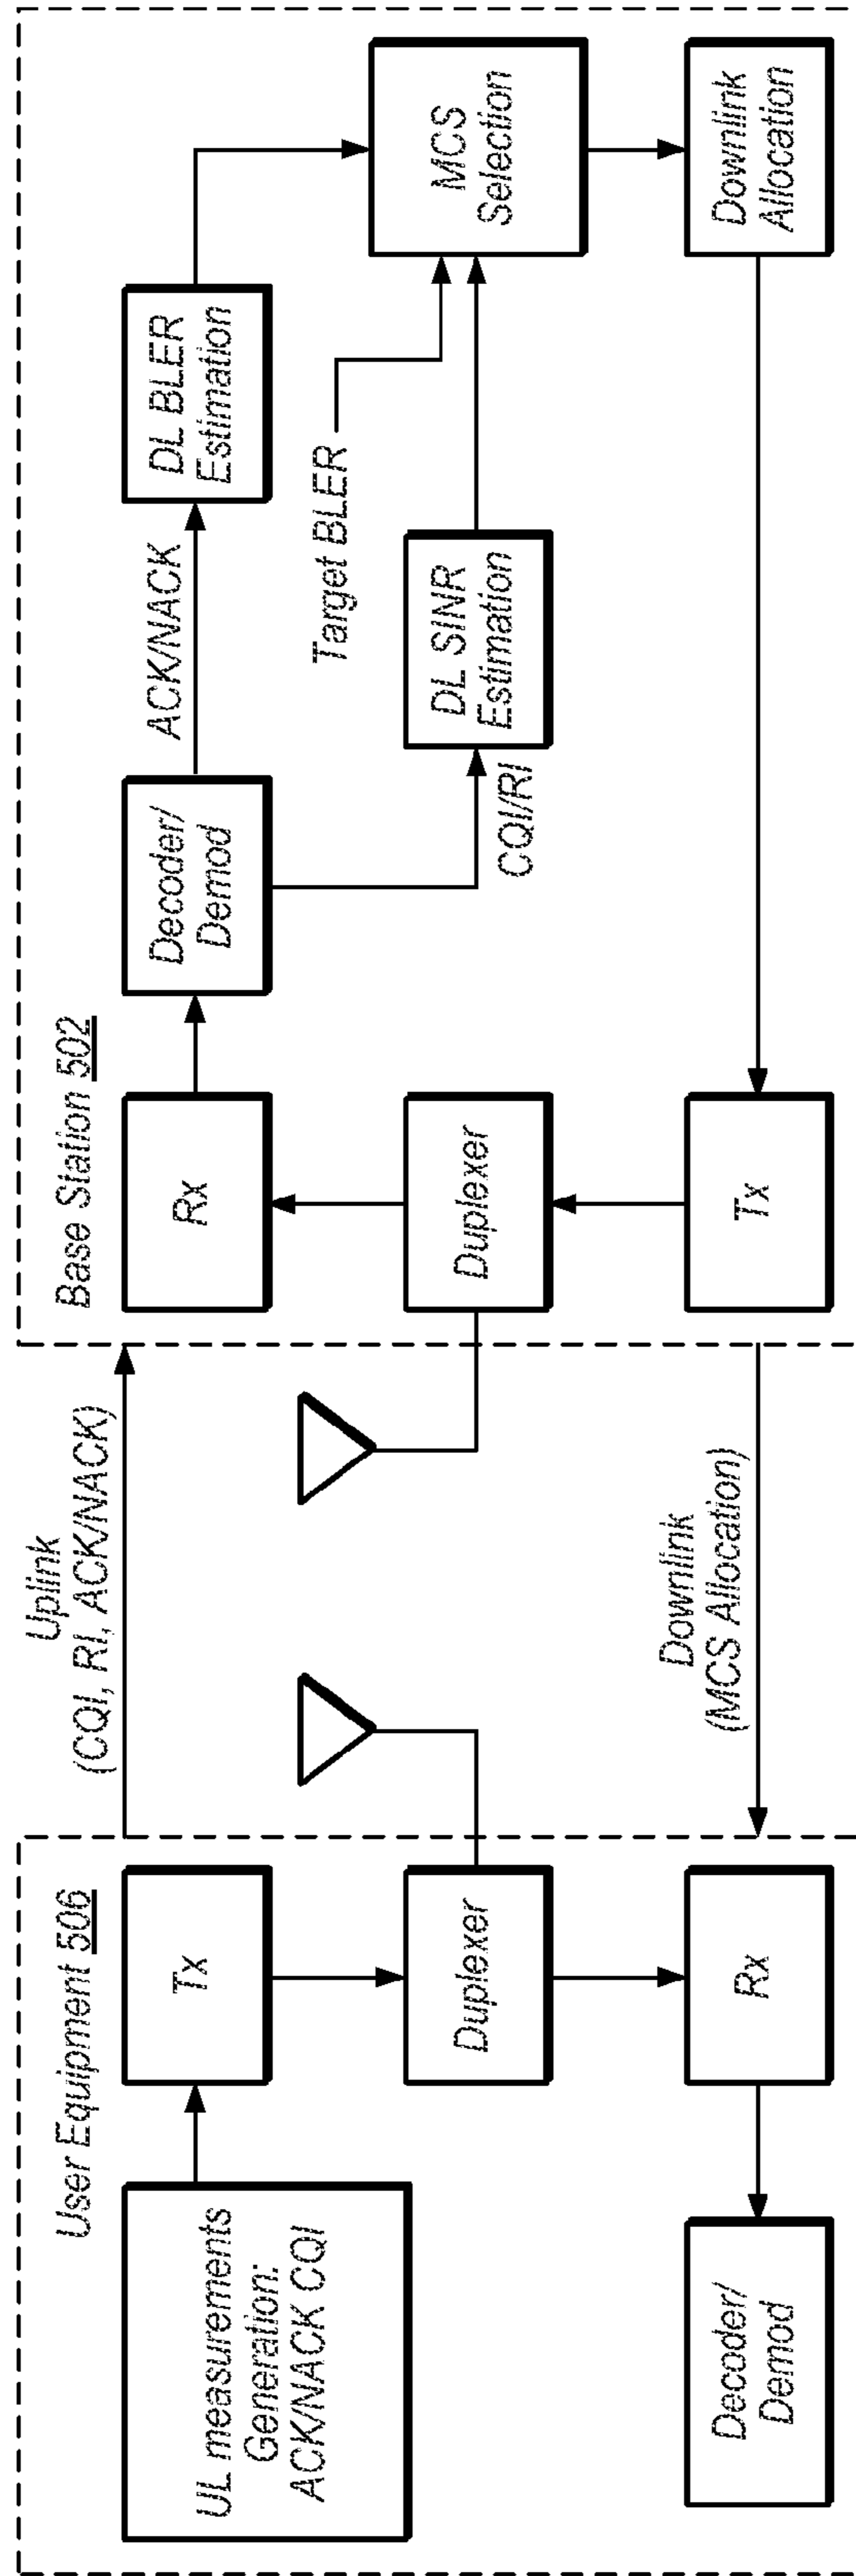 User Equipment 506
UL measurements
Generation:
ACK/NACK CQI
Tx
Duplexer
Rx
Decoder/
Demod
Uplink
(CQI, RI, ACK/NACK)
Downlink
(MCS Allocation)
Base Station 502
Rx
Duplexer
Tx
Decoder/
Demod
ACK/NACK
CQI/RI
DL BLER
Estimation
Target BLER
DL SINR
Estimation
MCS
Selection
Downlink
Allocation